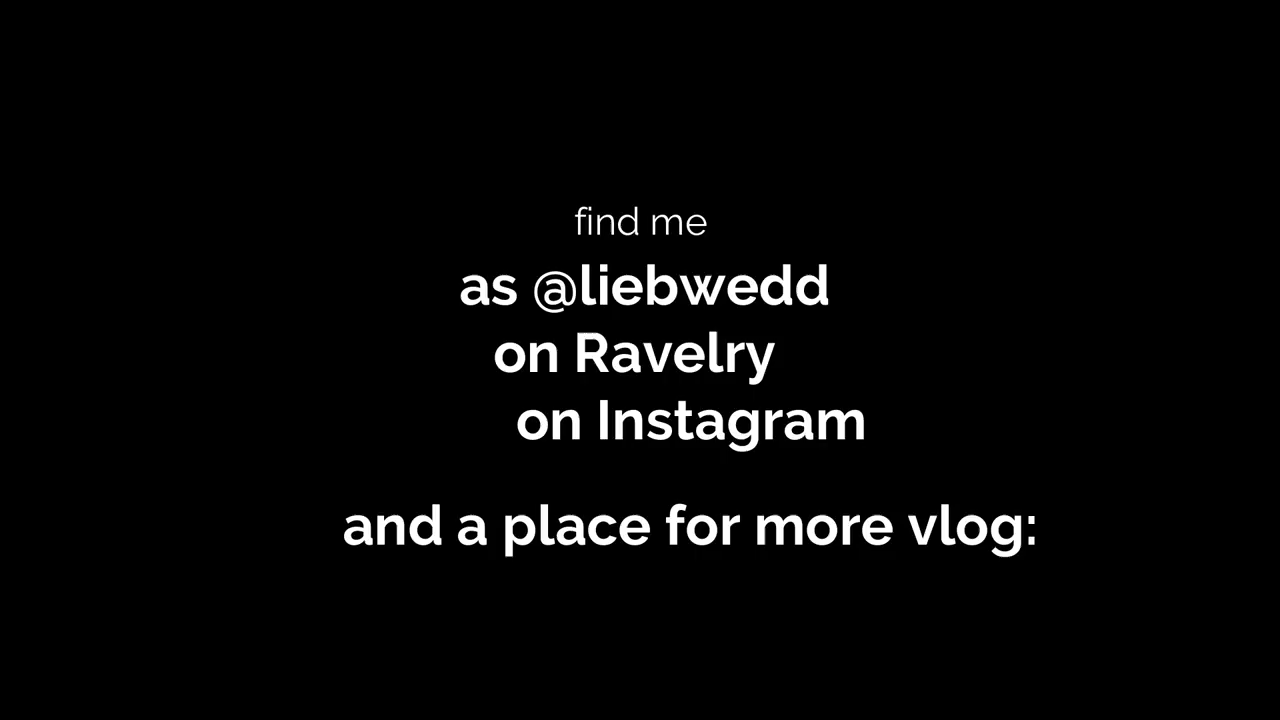 find me
as @liebwedd
on Ravelry
on Instagram
and a place for more vlog: